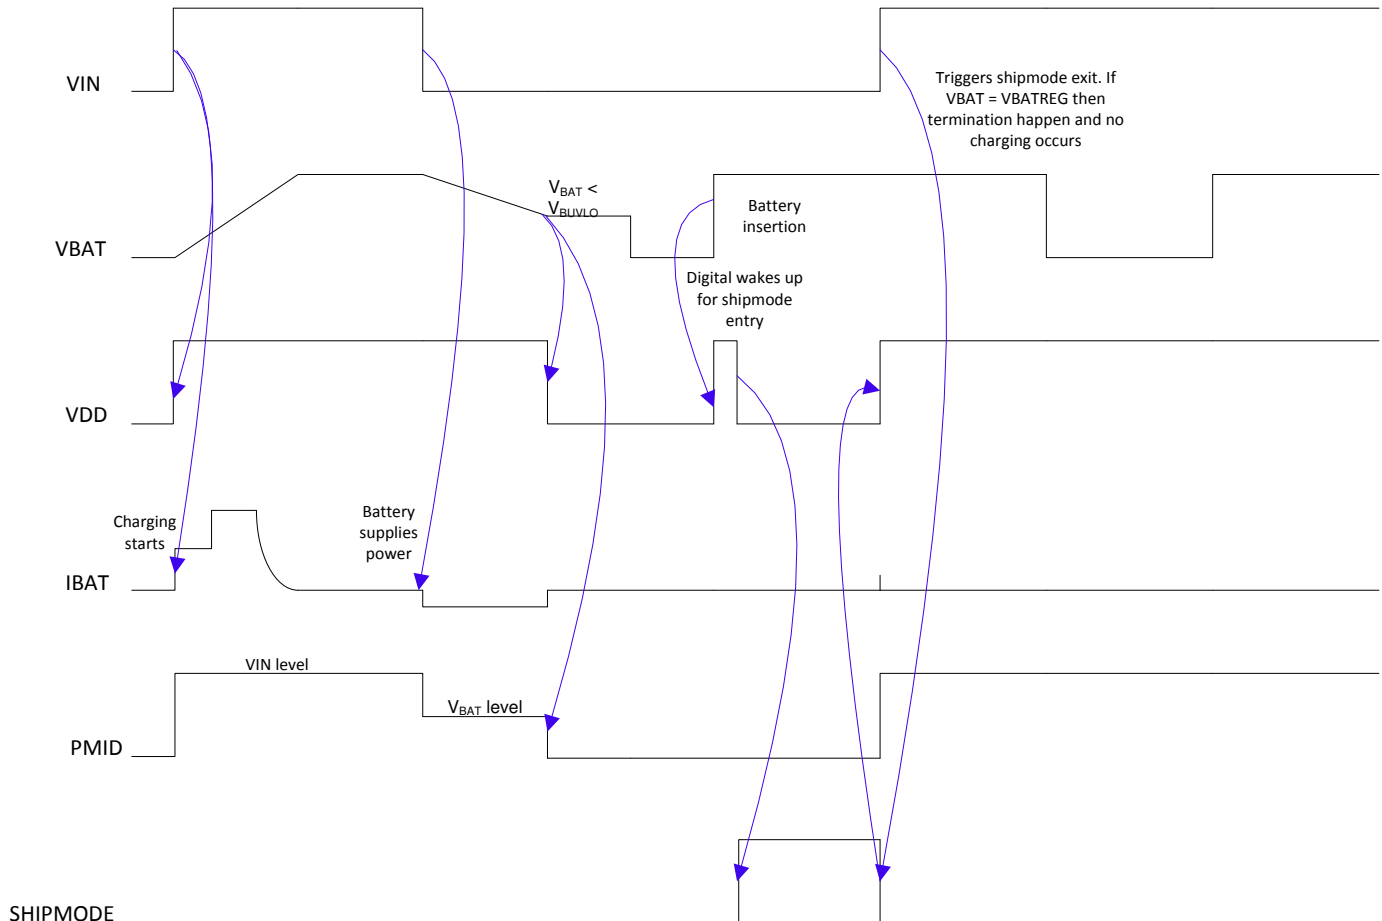 VIN
Triggers shipmode exit. If
VBAT = VBATREG then
termination happen and no
charging occurs
VBAT
VBAT <
VBUVLO
Battery
insertion
Digital wakes up
for shipmode
entry
VDD
Charging
starts
Battery
supplies
power
IBAT
VIN level
VBAT level
PMID
SHIPMODE